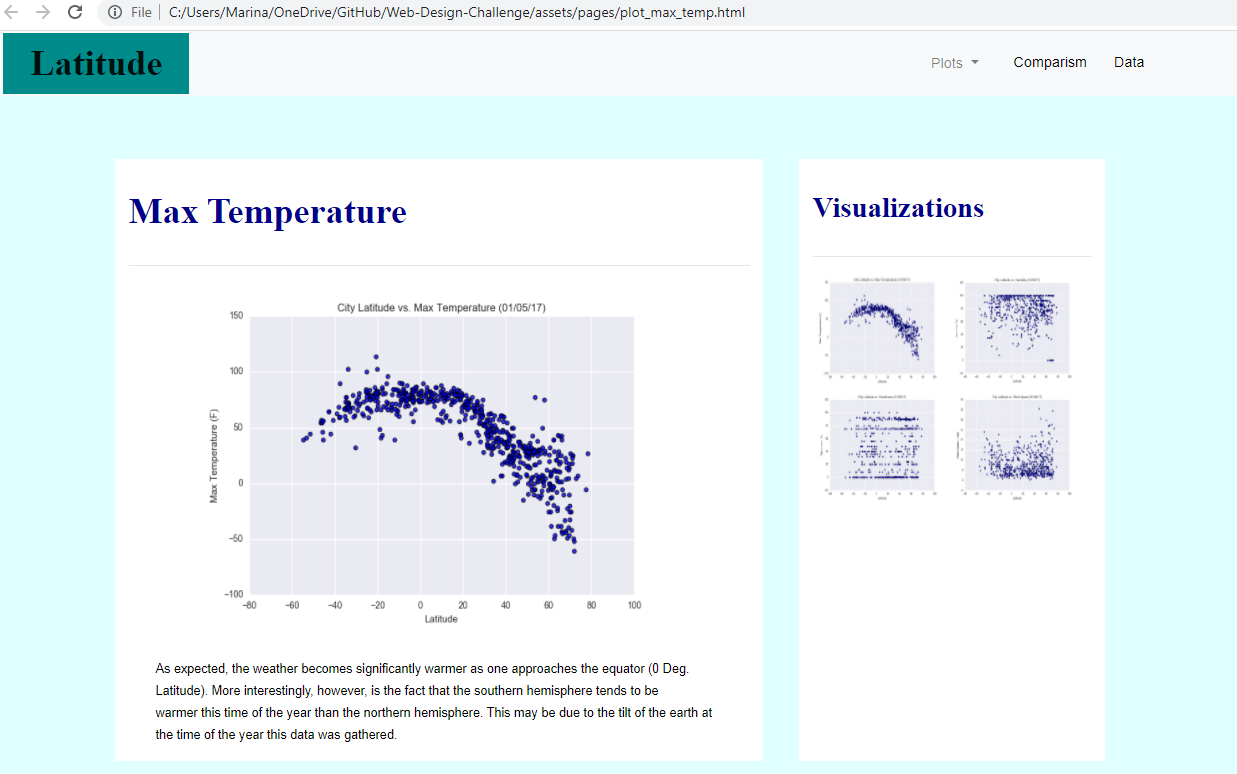 File | C:/Users/Marina/OneDrive/GitHub/Web-Design-Challenge/assets/pages/plot_max_temp.html
Latitude
Plots
Comparism
Data
Max Temperature
City Latitude vs. Max Temperature (01/05/17)
150
100
50
0
−50
−100
Max Temperature (F)
−80 −60 −40 −20 0 20 40 60 80 100
Latitude
As expected, the weather becomes significantly warmer as one approaches the equator (0 Deg.
Latitude). More interestingly, however, is the fact that the southern hemisphere tends to be
warmer this time of the year than the northern hemisphere. This may be due to the tilt of the earth at
the time of the year this data was gathered.
Visualizations